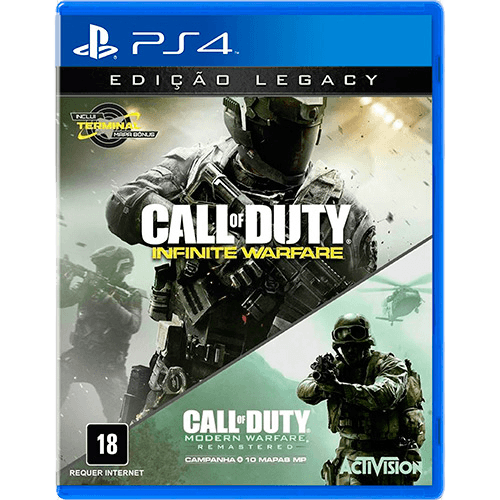 PS4
EDIÇÃO LEGACY
INCLUI
TERMINAL
MAPA BÔNUS
CALL OF DUTY®
INFINITE WARFARE
CALL OF DUTY®
MODERN WARFARE®
REMASTERED
CAMPANHA + 10 MAPAS MP
18
REQUER INTERNET
ACTIVISION